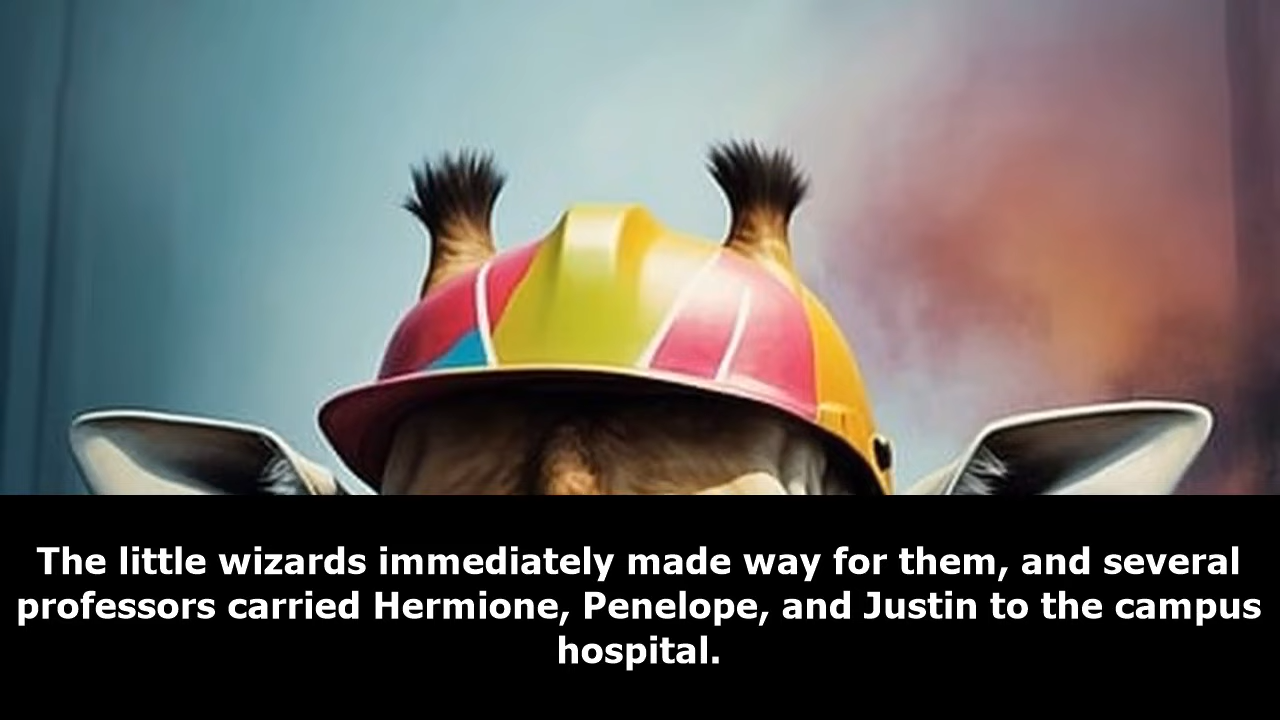 The little wizards immediately made way for them, and several
professors carried Hermione, Penelope, and Justin to the campus
hospital.